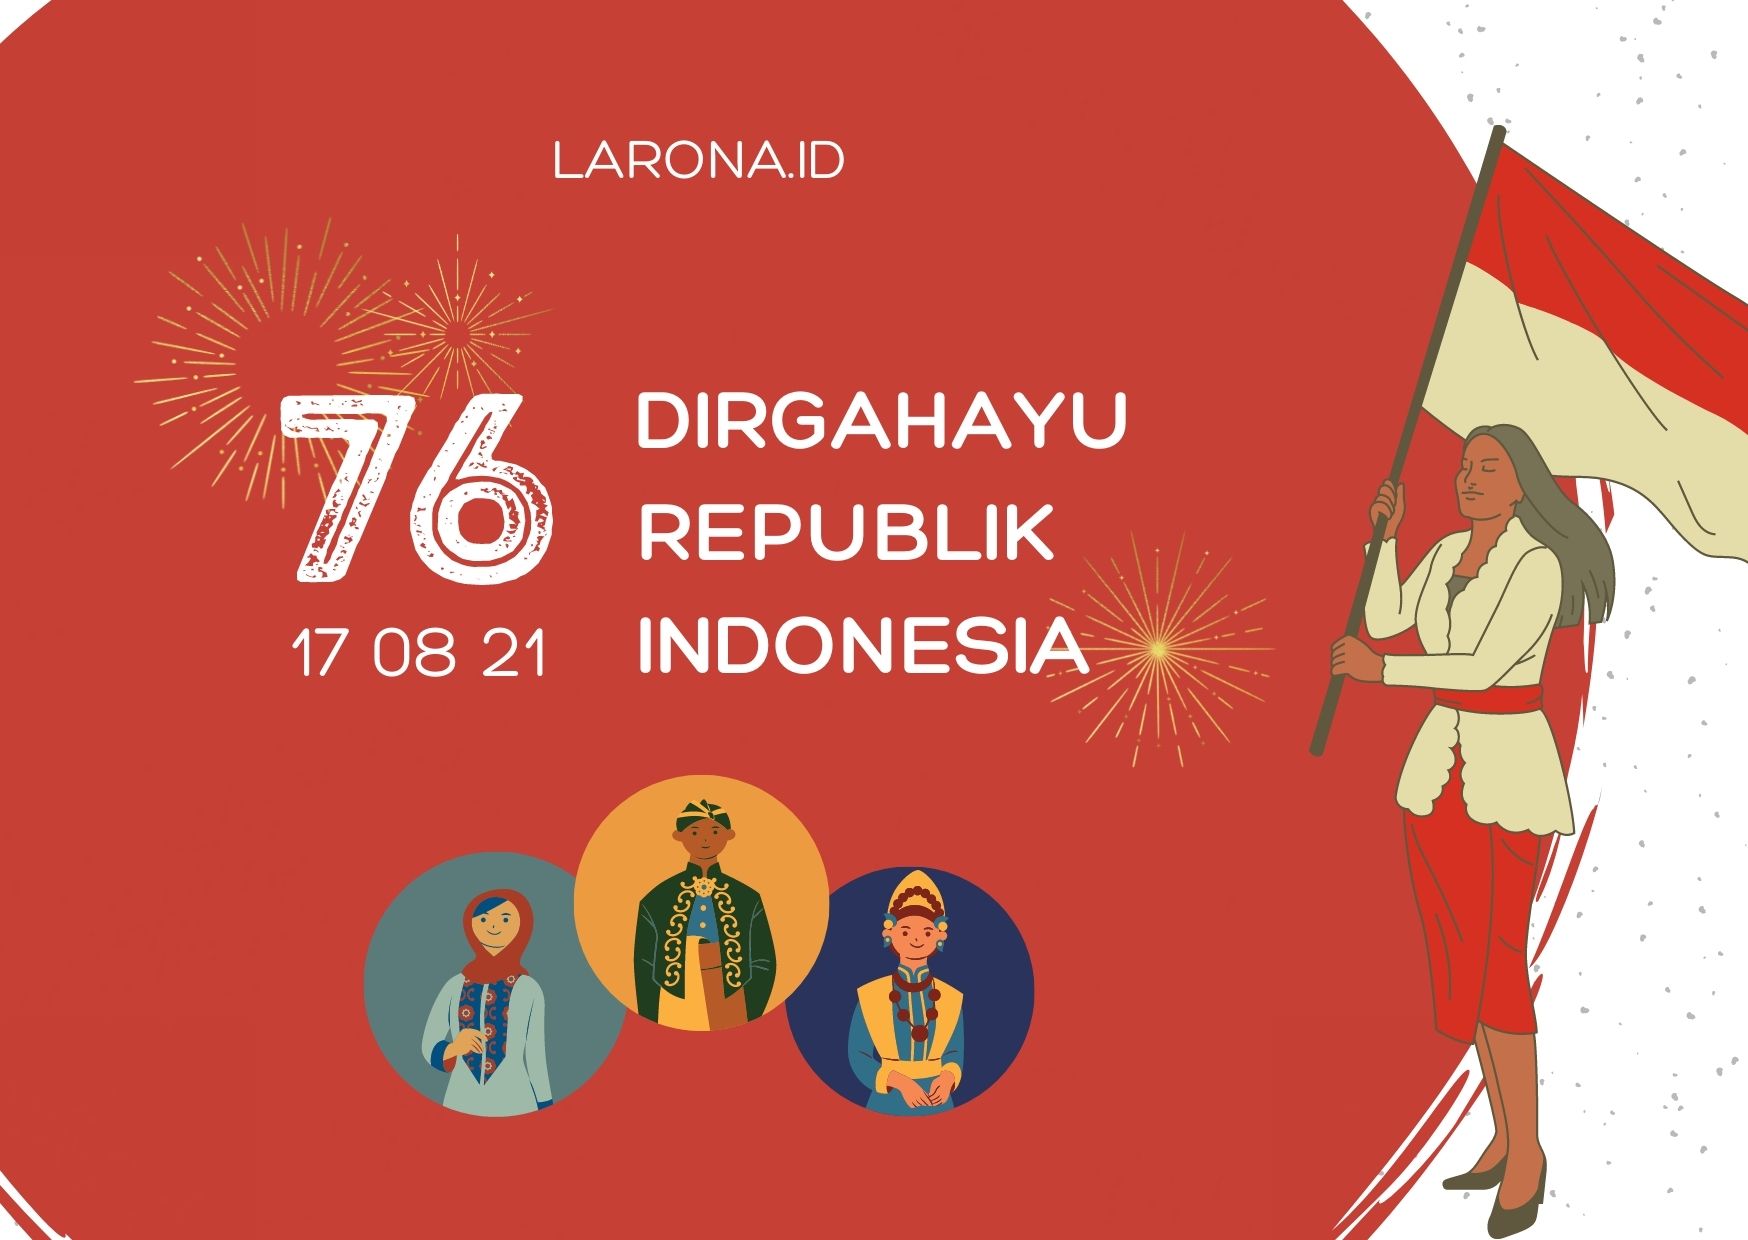 LARONA.ID
76
17 08 21
DIRGAHAYU
REPUBLIK
INDONESIA